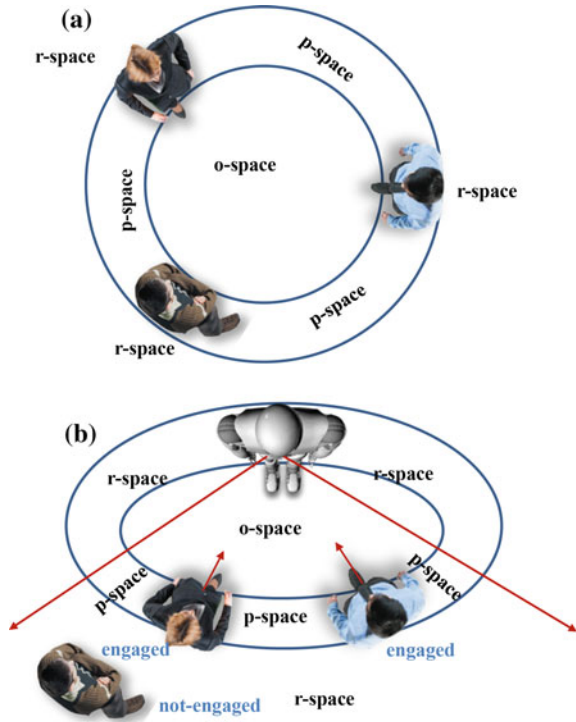 (a)
r-space
p-space
o-space
p-space
r-space
p-space
r-space
(b)
r-space
r-space
o-space
p-space
p-space
p-space
engaged
engaged
not-engaged
r-space